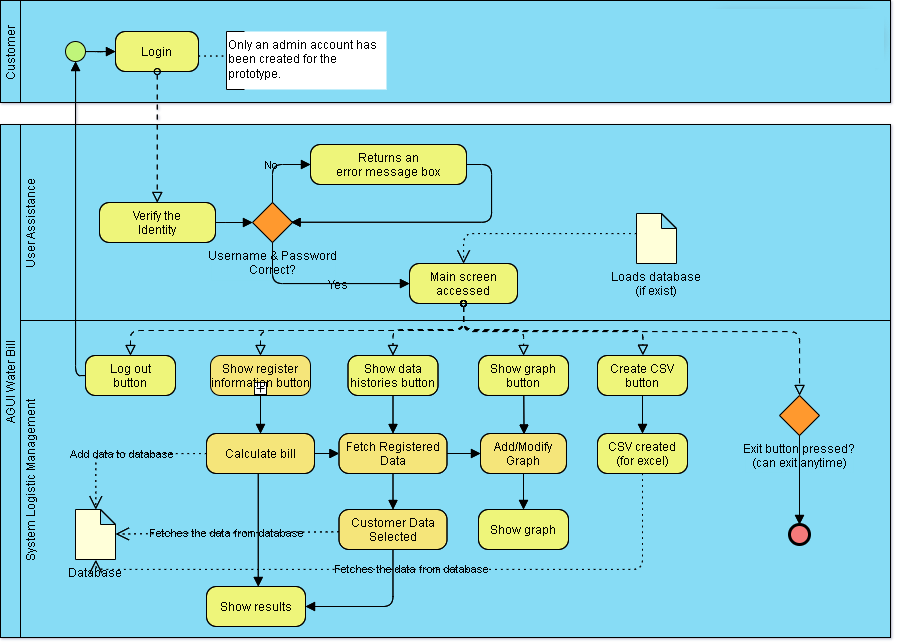 Customer
Login
Only an admin account has
been created for the
prototype.
AGUI Water Bill
User Assistance
No
Returns an
error message box
Verify the
Identity
Username & Password
Correct?
Yes
Main screen
accessed
Loads database
(if exist)
System Logistic Management
Log out
button
Show register
information button
Show data
histories button
Show graph
button
Create CSV
button
Exit button pressed?
(can exit anytime)
Add data to database
Calculate bill
Fetch Registered
Data
Add/Modify
Graph
CSV created
(for excel)
Fetches the data from database
Customer Data
Selected
Show graph
Database
Fetches the data from database
Show results